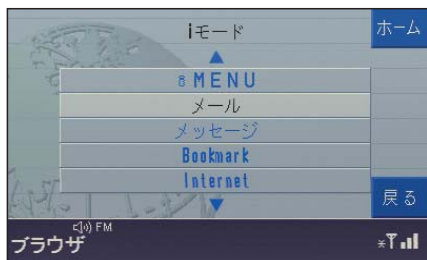 iモード
ホーム
8 MENU
メール
メッセージ
Bookmark
Internet
戻る
FM
ブラウザ